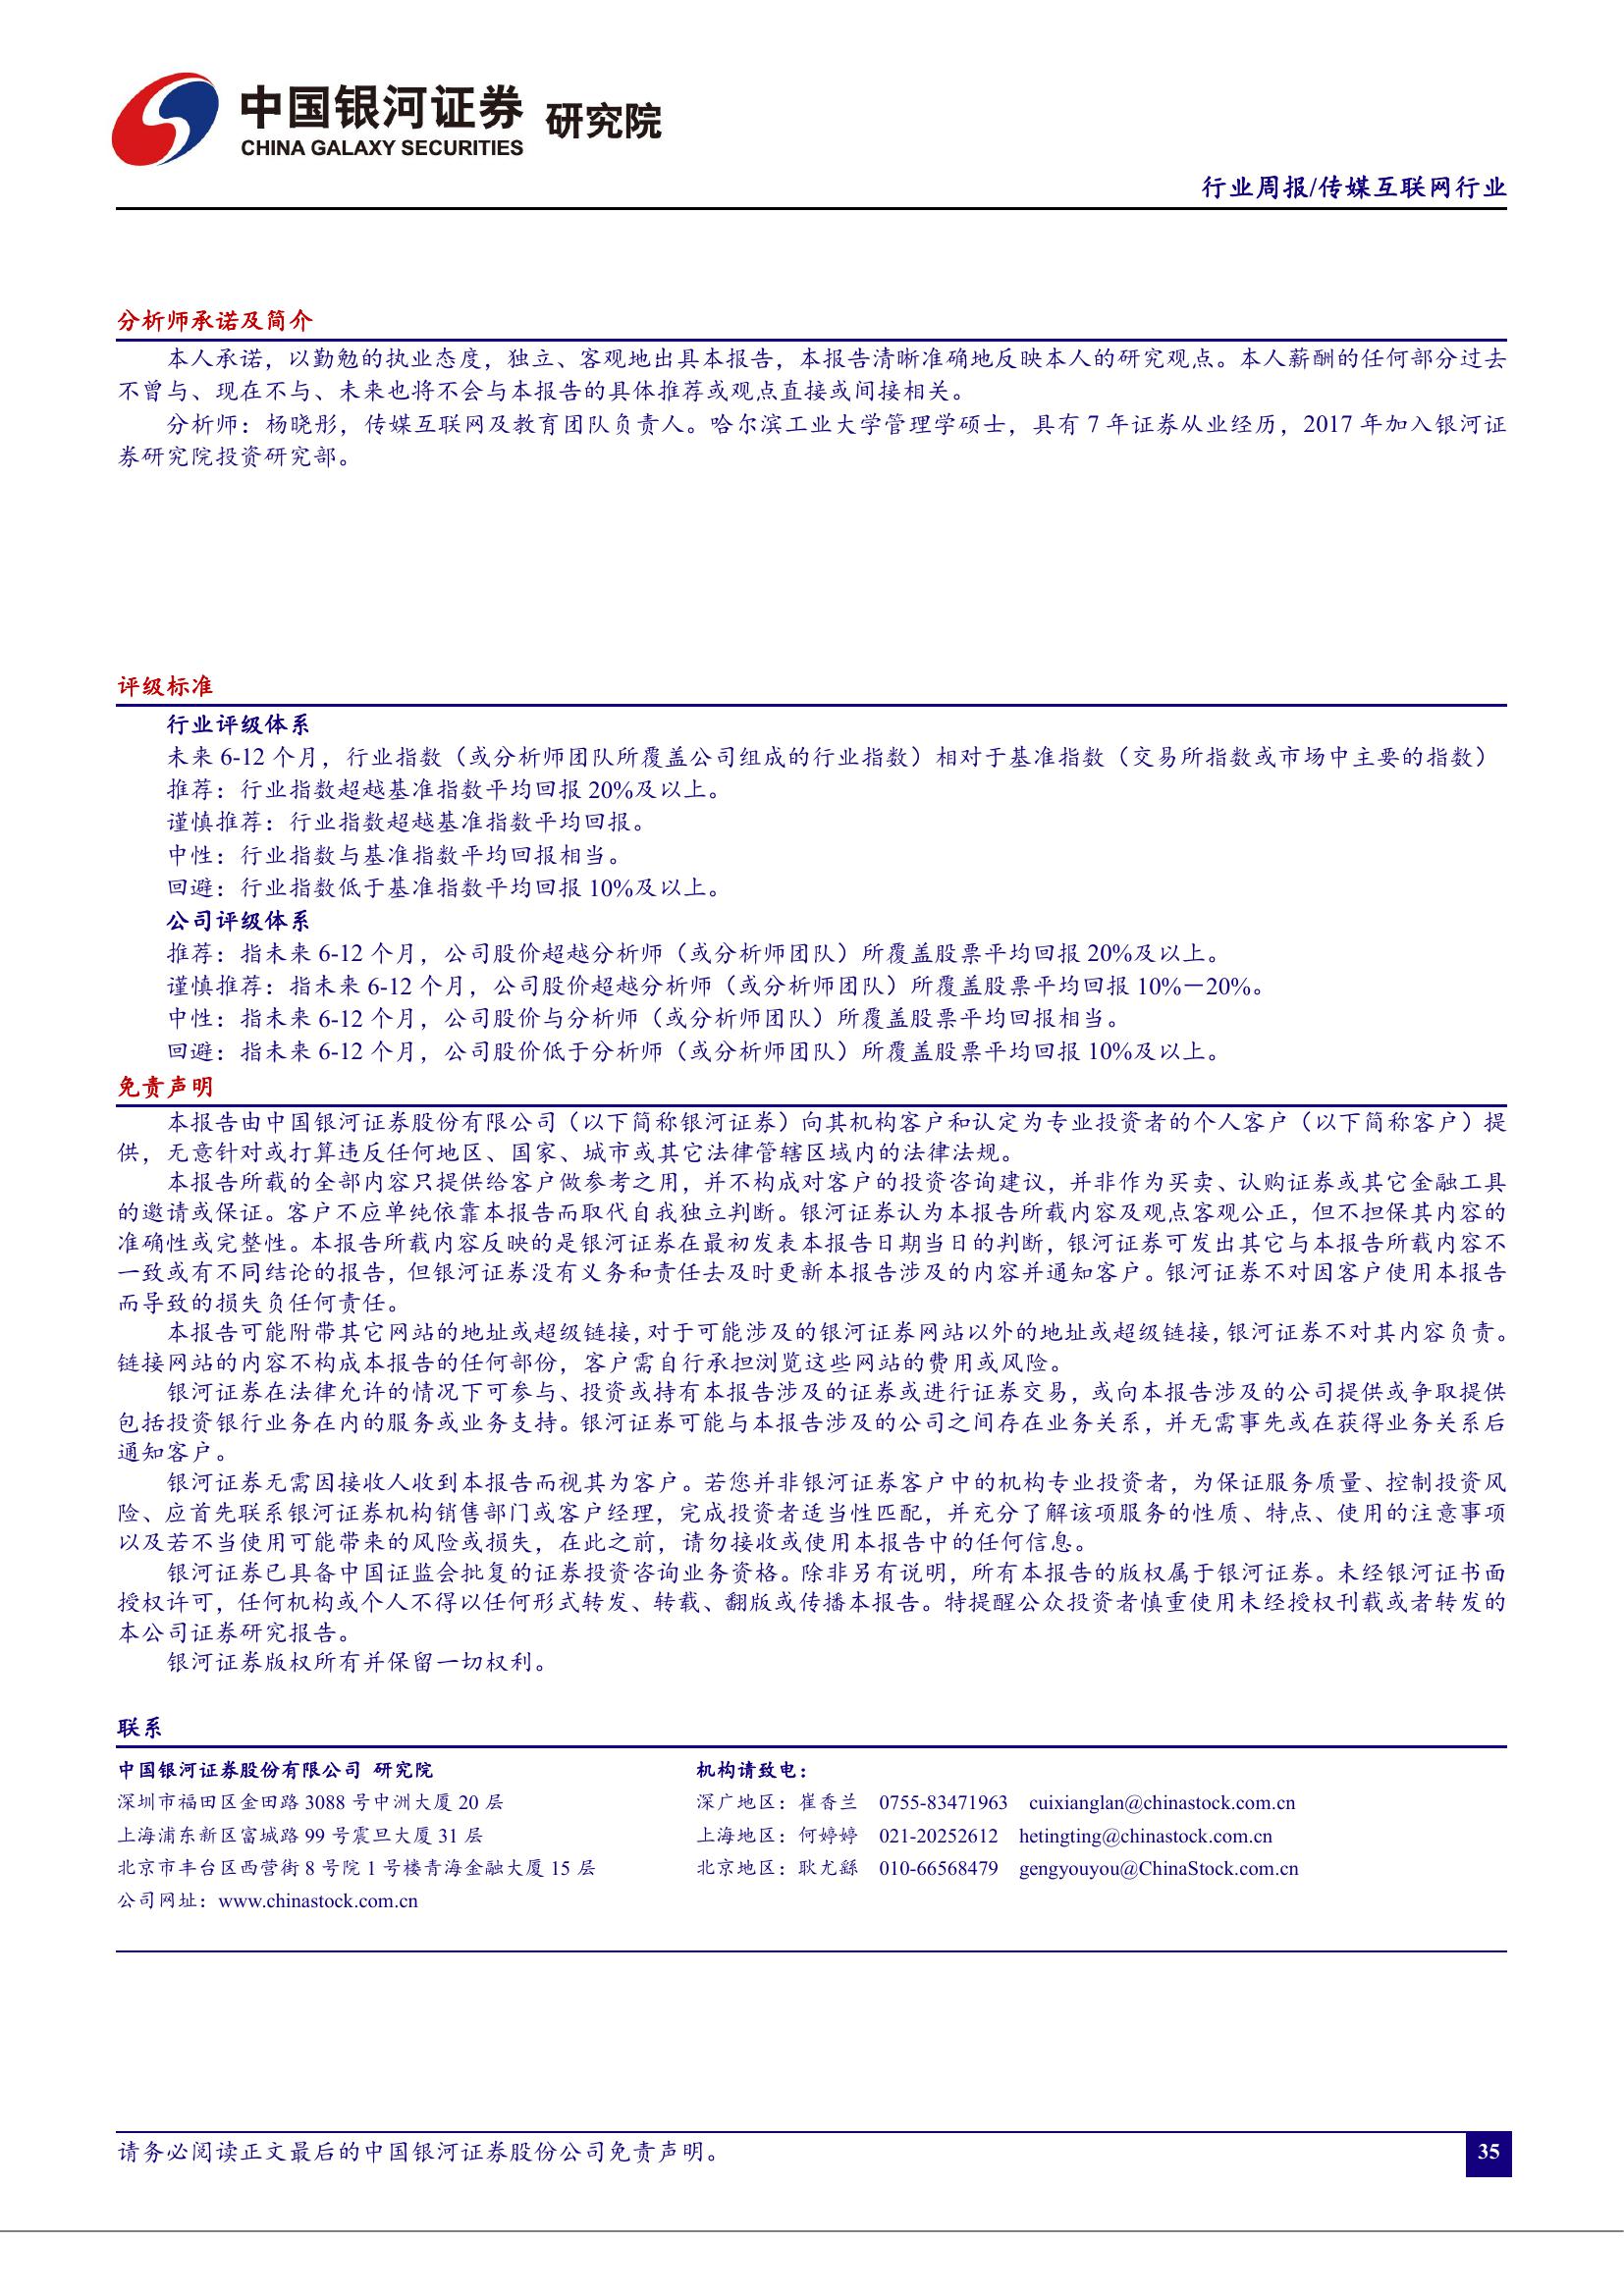 中国银河证券 研究院
CHINA GALAXY SECURITIES
行业周报/传媒互联网行业
分析师承诺及简介
本人承诺，以勤勉的执业态度，独立、客观地出具本报告，本报告清晰准确地反映本人的研究观点。本人薪酬的任何部分过去
不曾与、现在不与、未来也将不会与本报告的具体推荐或观点直接或间接相关。
分析师：杨晓彤，传媒互联网及教育团队负责人。哈尔滨工业大学管理学硕士，具有 7 年证券从业经历，2017 年加入银河证
券研究院投资研究部。
评级标准
行业评级体系
未来 6-12 个月，行业指数（或分析师团队所覆盖公司组成的行业指数）相对于基准指数（交易所指数或市场中主要的指数）
推荐：行业指数超越基准指数平均回报 20%及以上。
谨慎推荐：行业指数超越基准指数平均回报。
中性：行业指数与基准指数平均回报相当。
回避：行业指数低于基准指数平均回报 10%及以上。
公司评级体系
推荐：指未来 6-12 个月，公司股价超越分析师（或分析师团队）所覆盖股票平均回报 20%及以上。
谨慎推荐：指未来 6-12 个月，公司股价超越分析师（或分析师团队）所覆盖股票平均回报 10%－20%。
中性：指未来 6-12 个月，公司股价与分析师（或分析师团队）所覆盖股票平均回报相当。
回避：指未来 6-12 个月，公司股价低于分析师（或分析师团队）所覆盖股票平均回报 10%及以上。
免责声明
本报告由中国银河证券股份有限公司（以下简称银河证券）向其机构客户和认定为专业投资者的个人客户（以下简称客户）提
供，无意针对或打算违反任何地区、国家、城市或其它法律管辖区域内的法律法规。
本报告所载的全部内容只提供给客户做参考之用，并不构成对客户的投资咨询建议，并非作为买卖、认购证券或其它金融工具
的邀请或保证。客户不应单纯依靠本报告而取代自我独立判断。银河证券认为本报告所载内容及观点客观公正，但不担保其内容的
准确性或完整性。本报告所载内容反映的是银河证券在最初发表本报告日期当日的判断，银河证券可发出其它与本报告所载内容不
一致或有不同结论的报告，但银河证券没有义务和责任去及时更新本报告涉及的内容并通知客户。银河证券不对因客户使用本报告
而导致的损失负任何责任。
本报告可能附带其它网站的地址或超级链接，对于可能涉及的银河证券网站以外的地址或超级链接，银河证券不对其内容负责。
链接网站的内容不构成本报告的任何部份，客户需自行承担浏览这些网站的费用或风险。
银河证券在法律允许的情况下可参与、投资或持有本报告涉及的证券或进行证券交易，或向本报告涉及的公司提供或争取提供
包括投资银行业务在内的服务或业务支持。银河证券可能与本报告涉及的公司之间存在业务关系，并无需事先或在获得业务关系后
通知客户。
银河证券无需因接收人收到本报告而视其为客户。若您并非银河证券客户中的机构专业投资者，为保证服务质量、控制投资风
险、应首先联系银河证券机构销售部门或客户经理，完成投资者适当性匹配，并充分了解该项服务的性质、特点、使用的注意事项
以及若不当使用可能带来的风险或损失，在此之前，请勿接收或使用本报告中的任何信息。
银河证券已具备中国证监会批复的证券投资咨询业务资格。除非另有说明，所有本报告的版权属于银河证券。未经银河证书面
授权许可，任何机构或个人不得以任何形式转发、转载、翻版或传播本报告。特提醒公众投资者慎重使用未经授权刊载或者转发的
本公司证券研究报告。
银河证券版权所有并保留一切权利。
联系
中国银河证券股份有限公司 研究院 机构请致电：
深圳市福田区金田路 3088 号中洲大厦 20 层 深广地区：崔香兰 0755-83471963 cuixianglan@chinastock.com.cn
上海浦东新区富城路 99 号震旦大厦 31 层 上海地区：何婷婷 021-20252612 hetingting@chinastock.com.cn
北京市丰台区西营街 8 号院 1 号楼青海金融大厦 15 层 北京地区：耿尤繇 010-66568479 gengyouyou@ChinaStock.com.cn
公司网址：www.chinastock.com.cn
请务必阅读正文最后的中国银河证券股份公司免责声明。 35